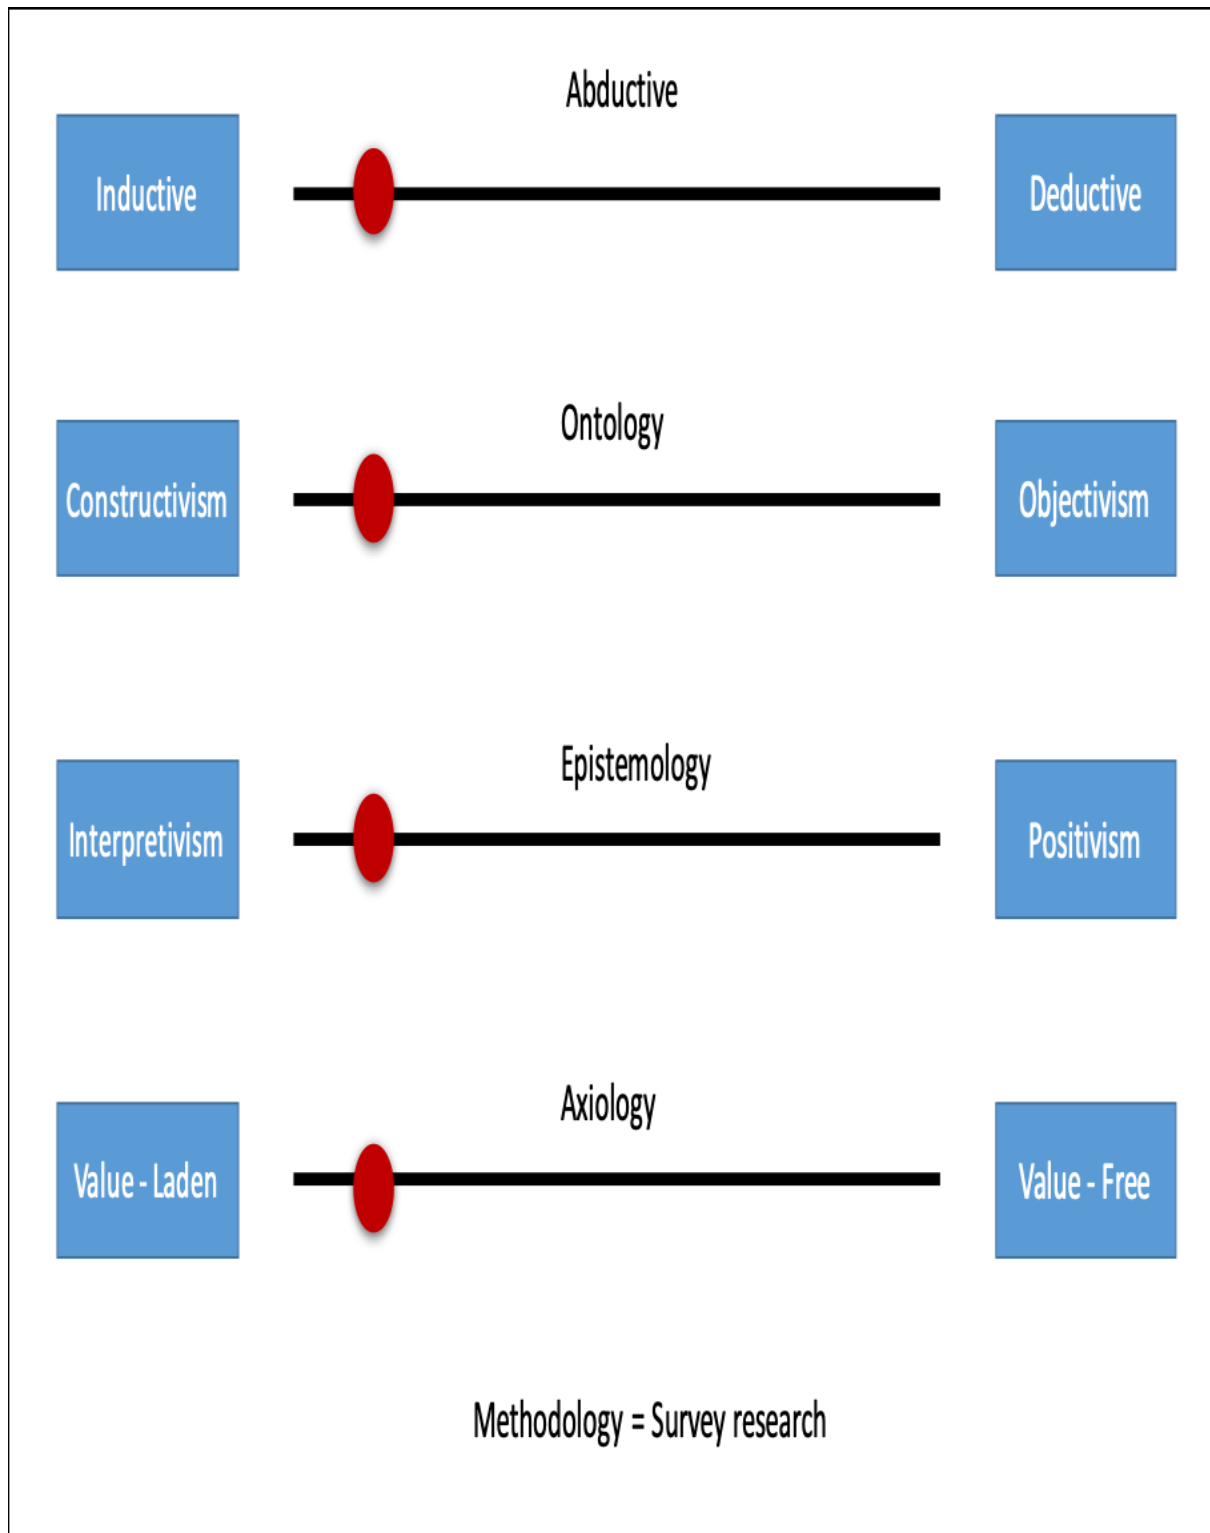 Abductive
Inductive
Deductive
Ontology
Constructivism
Objectivism
Epistemology
Interpretivism
Positivism
Axiology
Value - Laden
Value - Free
Methodology = Survey research